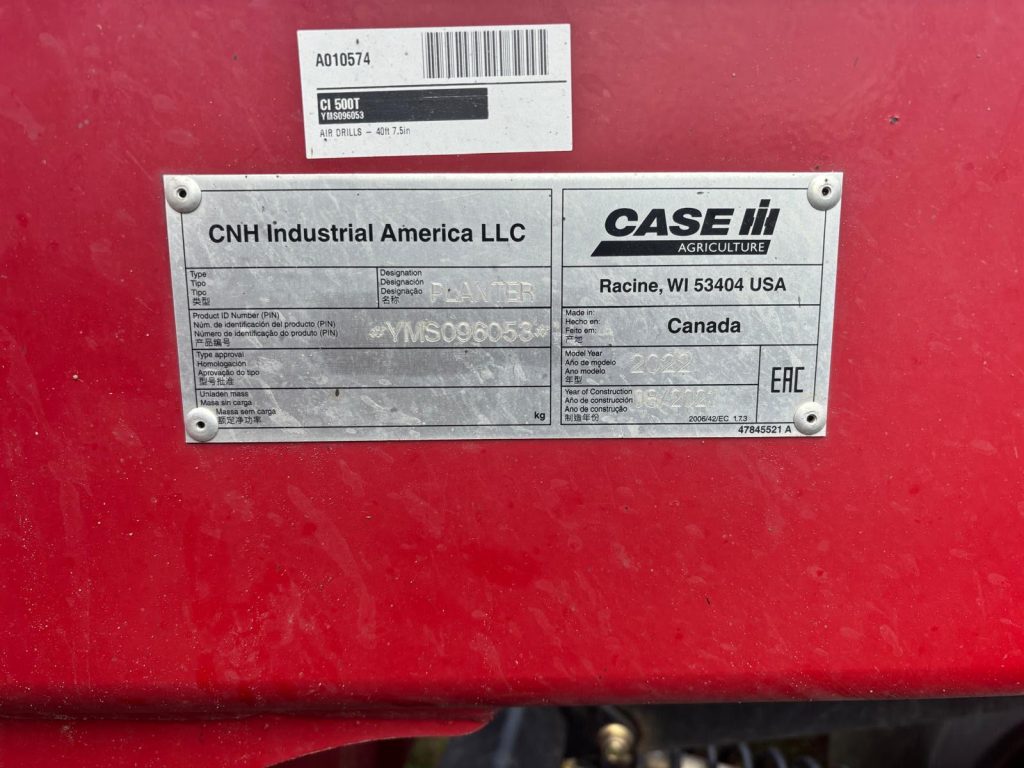 A010574
CI 500T
YMS096053
AIR DRILLS - 40ft 7.5in
CNH Industrial America LLC
Type
Tipo
Tipo
类型
Designation
Designación
Designação
名称
PLANTER
Product ID Number (PIN)
Núm. de identificación del producto (PIN)
Número de identificação do produto (PIN)
产品编号
*YMS096053*
Type approval
Homologación
Aprovação do tipo
型号批准
Unladen mass
Masa sin carga
Massa sem carga
额定净功率
kg
CASE IH
AGRICULTURE
Racine, WI 53404 USA
Made in:
Hecho en:
Feito em:
产地
Canada
Model Year
Año de modelo
Ano modelo
年型
2022
Year of Construction
Año de construcción
Ano de construção
制造年份
EAC
2006/42/EC 1.7.3
47845521 A